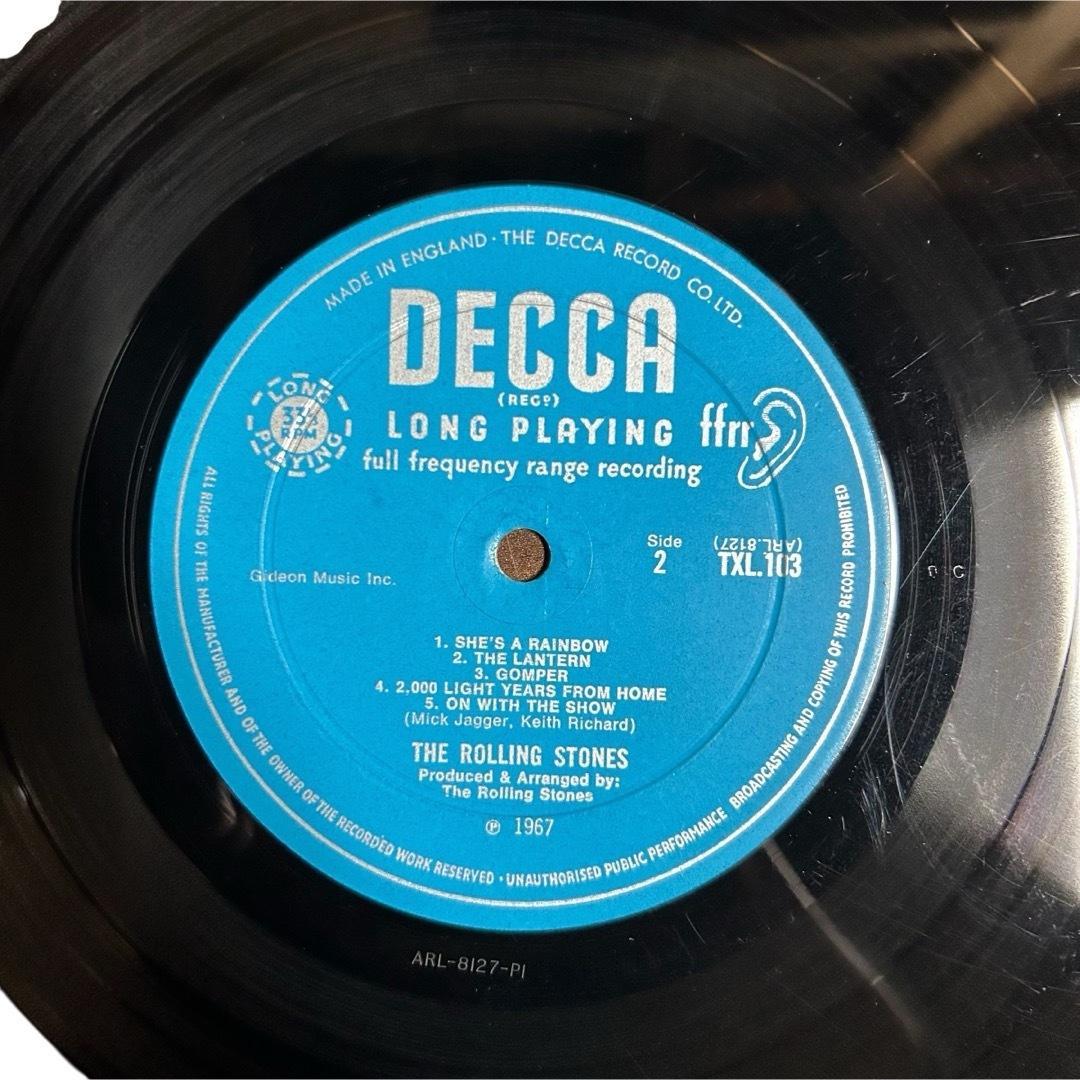 MADE IN ENGLAND · THE DECCA RECORD CO. LTD.
DECCA
(REGD)
LONG PLAYING ffrr
full frequency range recording
LONG
33⅓
RPM
PLAYING
Side
2
(ARL.8127)
TXL.103
Gideon Music Inc.
1. SHE'S A RAINBOW
2. THE LANTERN
3. GOMPER
4. 2,000 LIGHT YEARS FROM HOME
5. ON WITH THE SHOW
(Mick Jagger, Keith Richard)
THE ROLLING STONES
Produced & Arranged by:
The Rolling Stones
℗ 1967
ALL RIGHTS OF THE MANUFACTURER AND OF THE OWNER OF THE RECORDED WORK RESERVED · UNAUTHORISED PUBLIC PERFORMANCE BROADCASTING AND COPYING OF THIS RECORD PROHIBITED
ARL-8127-P1